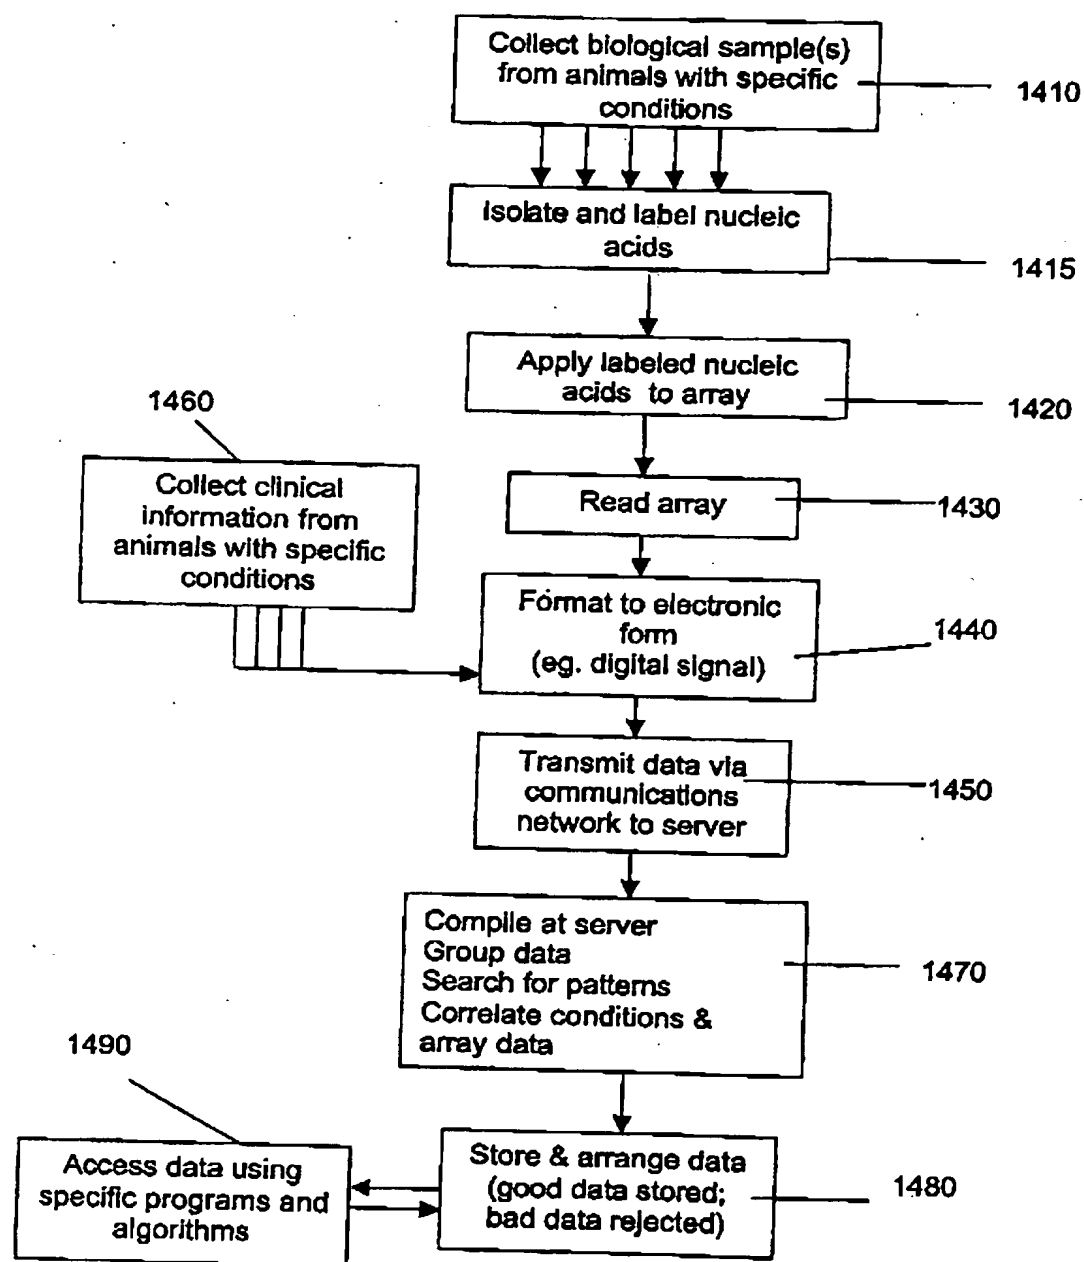 Collect biological sample(s)
from animals with specific
conditions
1410
Isolate and label nucleic
acids
1415
Apply labeled nucleic
acids to array
1420
1460
Collect clinical
information from
animals with specific
conditions
Read array
1430
Format to electronic
form
(eg. digital signal)
1440
Transmit data via
communications
network to server
1450
Compile at server
Group data
Search for patterns
Correlate conditions &
array data
1470
1490
Access data using
specific programs and
algorithms
Store & arrange data
(good data stored;
bad data rejected)
1480